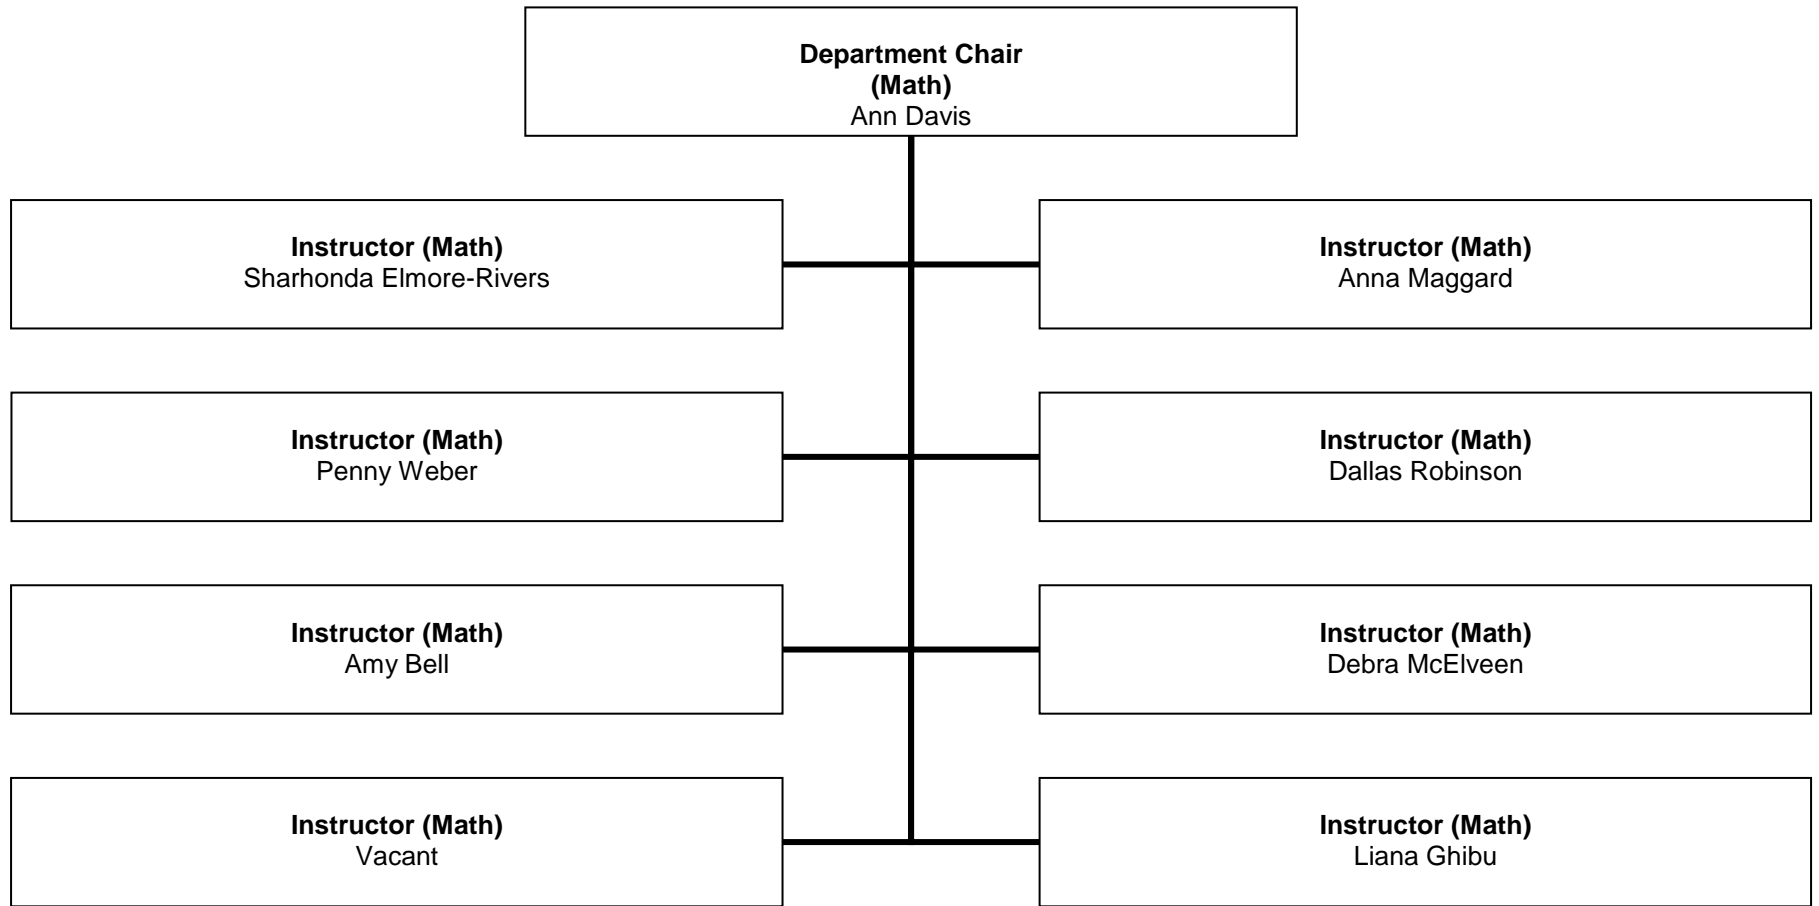 Department Chair
(Math)
Ann Davis
Instructor (Math)
Sharhonda Elmore-Rivers
Instructor (Math)
Anna Maggard
Instructor (Math)
Penny Weber
Instructor (Math)
Dallas Robinson
Instructor (Math)
Amy Bell
Instructor (Math)
Debra McElveen
Instructor (Math)
Vacant
Instructor (Math)
Liana Ghibu